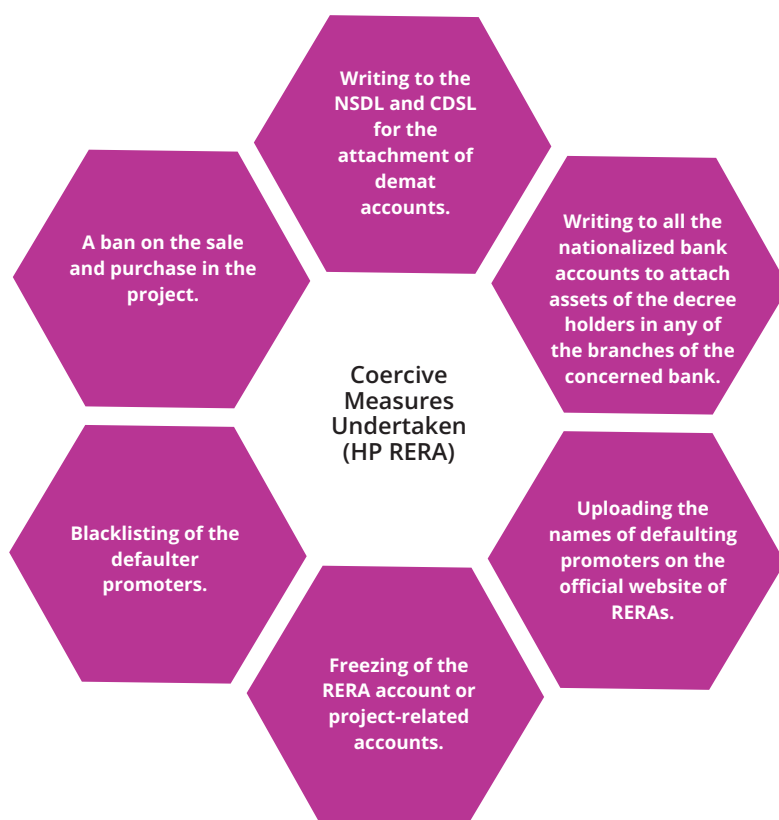 Writing to the
NSDL and CDSL
for the
attachment of
demat
accounts.
Writing to all the
nationalized bank
accounts to attach
assets of the decree
holders in any of
the branches of the
concerned bank.
A ban on the sale
and purchase in the
project.
Coercive
Measures
Undertaken
(HP RERA)
Uploading the
names of defaulting
promoters on the
official website of
RERAs.
Blacklisting of the
defaulter
promoters.
Freezing of the
RERA account or
project-related
accounts.